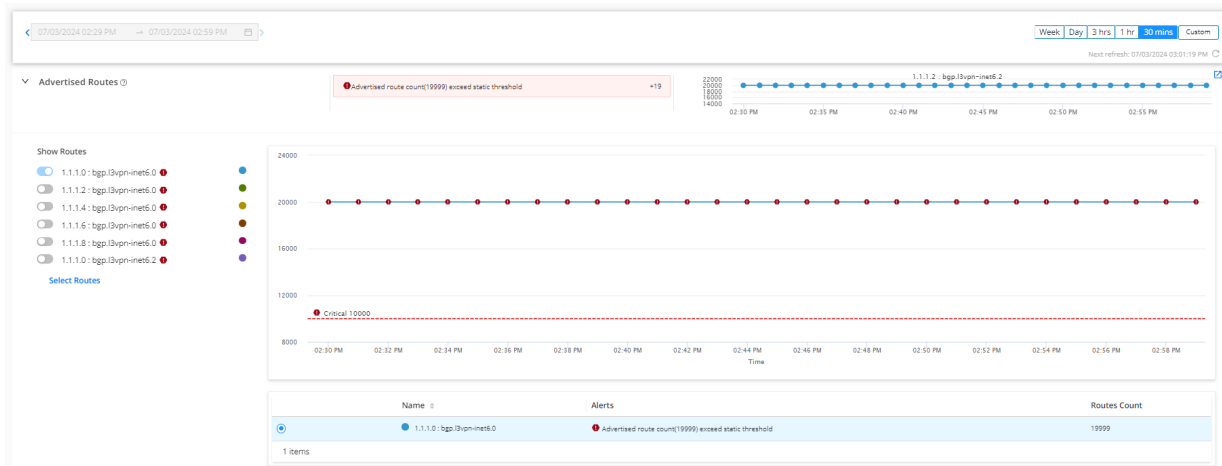 07/03/2024 02:29 PM → 07/03/2024 02:59 PM
Week Day 3 hrs 1 hr 30 mins Custom
Next refresh: 07/03/2024 03:01:19 PM
Advertised Routes
Advertised route count(19999) exceed static threshold +19
1.1.1.2 : bgp.l3vpn-inet6.2
22000
20000
18000
16000
14000
02:30 PM 02:35 PM 02:40 PM 02:45 PM 02:50 PM 02:55 PM
Show Routes
1.1.1.0 : bgp.l3vpn-inet6.0
1.1.1.2 : bgp.l3vpn-inet6.0
1.1.1.4 : bgp.l3vpn-inet6.0
1.1.1.6 : bgp.l3vpn-inet6.0
1.1.1.8 : bgp.l3vpn-inet6.0
1.1.1.0 : bgp.l3vpn-inet6.2
Select Routes
24000
20000
16000
12000
Critical 10000
8000
02:30 PM 02:32 PM 02:34 PM 02:36 PM 02:38 PM 02:40 PM 02:42 PM 02:44 PM 02:46 PM 02:48 PM 02:50 PM 02:52 PM 02:54 PM 02:56 PM 02:58 PM
Time
Name Alerts Routes Count
1.1.1.0 : bgp.l3vpn-inet6.0 Advertised route count(19999) exceed static threshold 19999
1 items